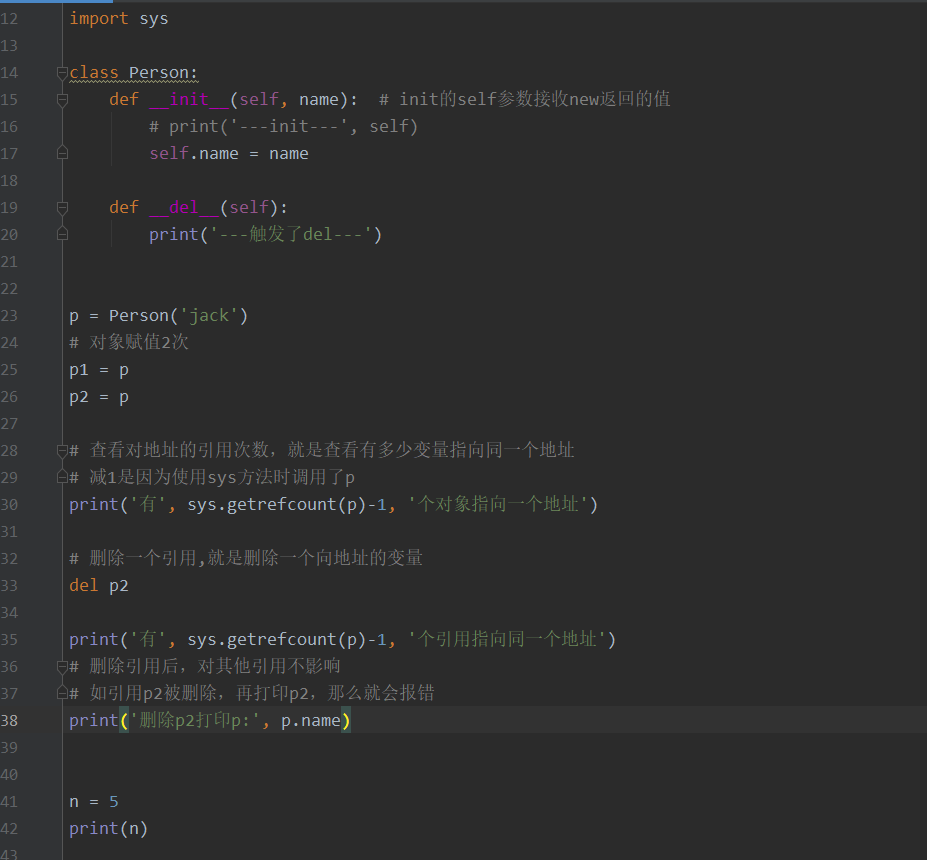 12 import sys
13
14 class Person:
15     def __init__(self, name):  # init的self参数接收new返回的值
16         # print('---init---', self)
17         self.name = name
18
19     def __del__(self):
20         print('---触发了del---')
21
22
23 p = Person('jack')
24 # 对象赋值2次
25 p1 = p
26 p2 = p
27
28 # 查看对地址的引用次数，就是查看有多少变量指向同一个地址
29 # 减1是因为使用sys方法时调用了p
30 print('有', sys.getrefcount(p)-1, '个对象指向一个地址')
31
32 # 删除一个引用,就是删除一个向地址的变量
33 del p2
34
35 print('有', sys.getrefcount(p)-1, '个引用指向同一个地址')
36 # 删除引用后，对其他引用不影响
37 # 如引用p2被删除，再打印p2，那么就会报错
38 print('删除p2打印p:', p.name)
39
40
41 n = 5
42 print(n)
43